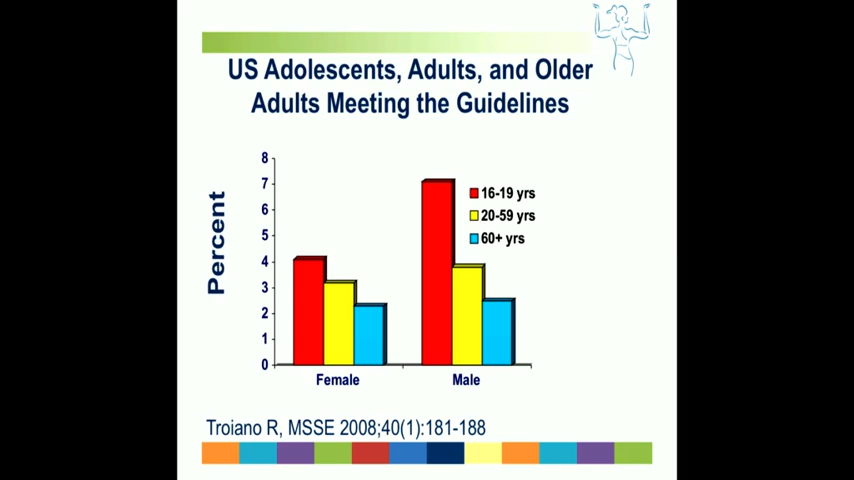 US Adolescents, Adults, and Older
Adults Meeting the Guidelines
Percent
8
7
6
5
4
3
2
1
0
16-19 yrs
20-59 yrs
60+ yrs
Female
Male
Troiano R, MSSE 2008;40(1):181-188